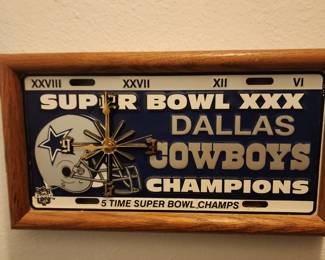 XXVIII XXVII XII VI
SUPER BOWL XXX
DALLAS
COWBOYS
CHAMPIONS
5 TIME SUPER BOWL CHAMPS